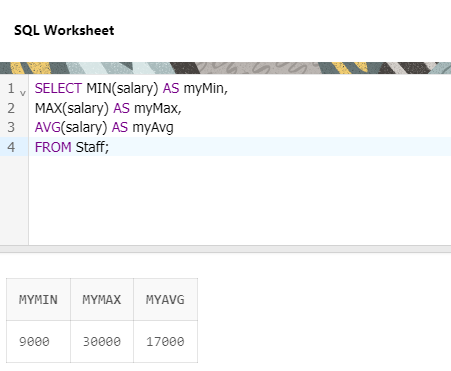 SQL Worksheet
1 SELECT MIN(salary) AS myMin,
2 MAX(salary) AS myMax,
3 AVG(salary) AS myAvg
4 FROM Staff;
MYMIN MYMAX MYAVG
9000 30000 17000